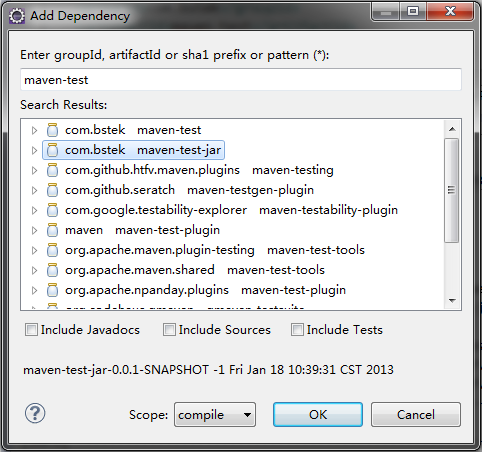 Add Dependency
Enter groupId, artifactId or sha1 prefix or pattern (*):
maven-test
Search Results:
com.bstek maven-test
com.bstek maven-test-jar
com.github.htfv.maven.plugins maven-testing
com.github.seratch maven-testgen-plugin
com.google.testability-explorer maven-testability-plugin
maven maven-test-plugin
org.apache.maven.plugin-testing maven-test-tools
org.apache.maven.shared maven-test-tools
org.apache.npanday.plugins maven-test-plugin
Include Javadocs Include Sources Include Tests
maven-test-jar-0.0.1-SNAPSHOT -1 Fri Jan 18 10:39:31 CST 2013
? Scope: compile OK Cancel